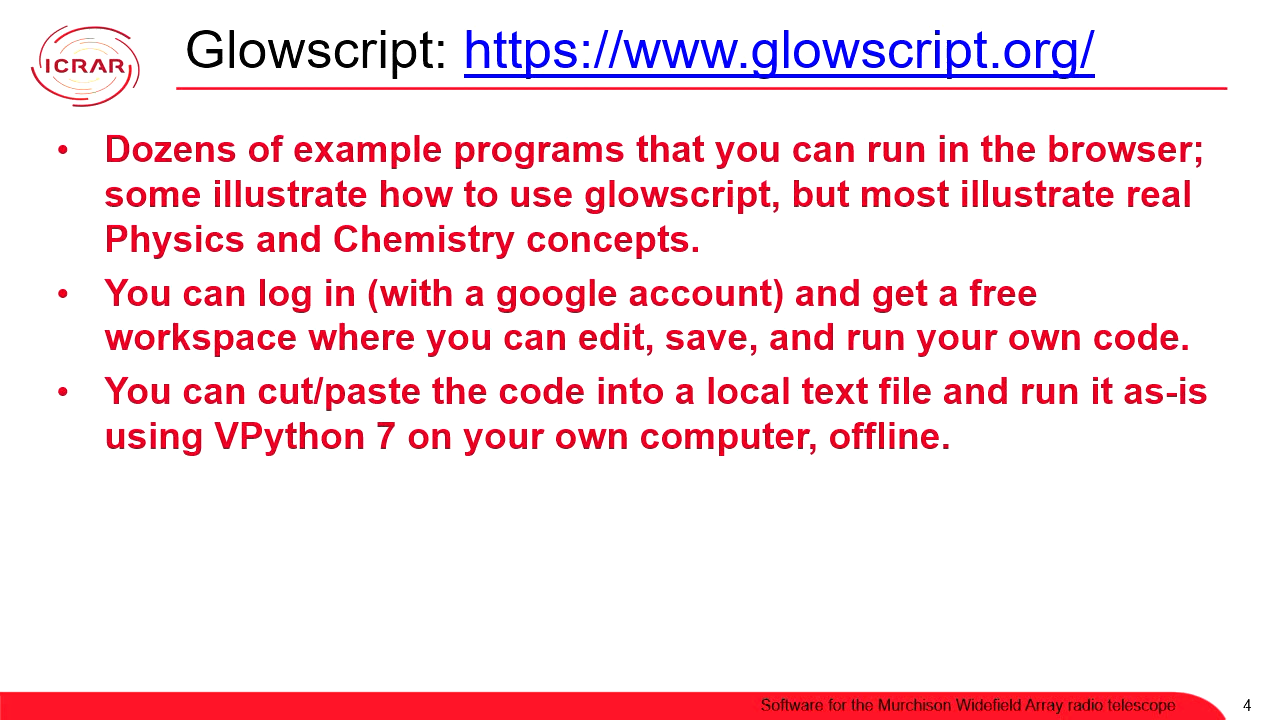 ICRAR
Glowscript: https://www.glowscript.org/
• Dozens of example programs that you can run in the browser;
some illustrate how to use glowscript, but most illustrate real
Physics and Chemistry concepts.
• You can log in (with a google account) and get a free
workspace where you can edit, save, and run your own code.
• You can cut/paste the code into a local text file and run it as-is
using VPython 7 on your own computer, offline.
Software for the Murchison Widefield Array radio telescope
4